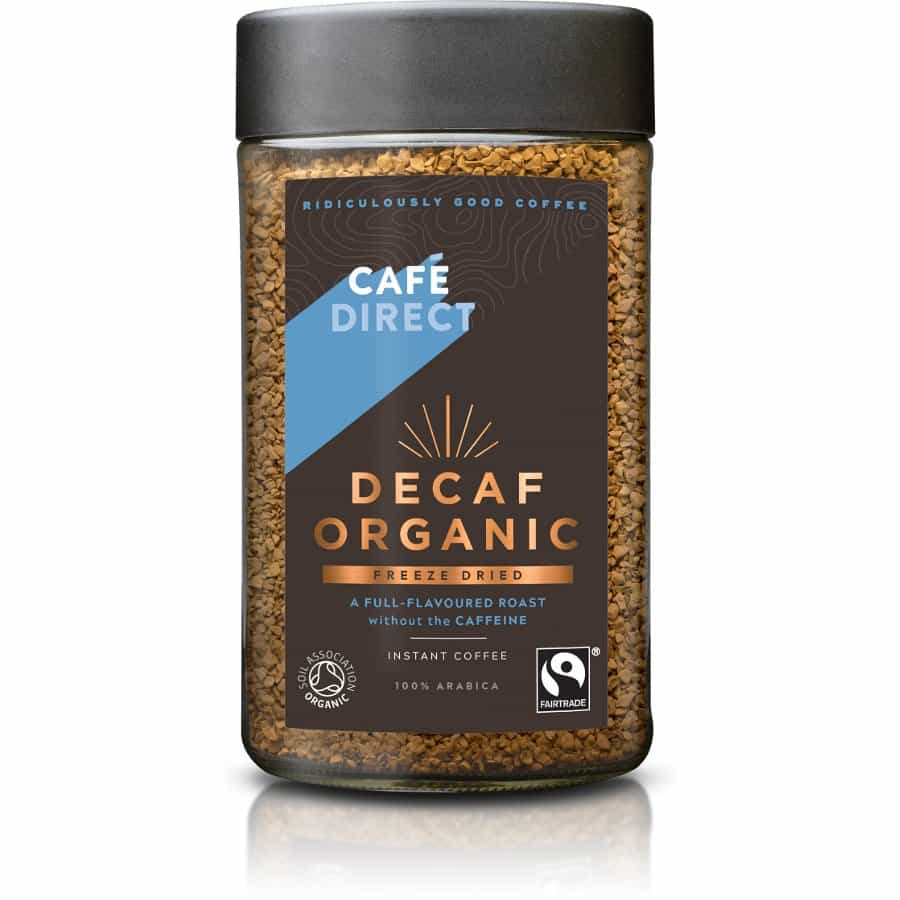 RIDICULOUSLY GOOD COFFEE
CAFÉ
DIRECT
DECAF
ORGANIC
FREEZE DRIED
A FULL-FLAVOURED ROAST
without the CAFFEINE
INSTANT COFFEE
100% ARABICA
SOIL ASSOCIATION
ORGANIC
®
FAIRTRADE